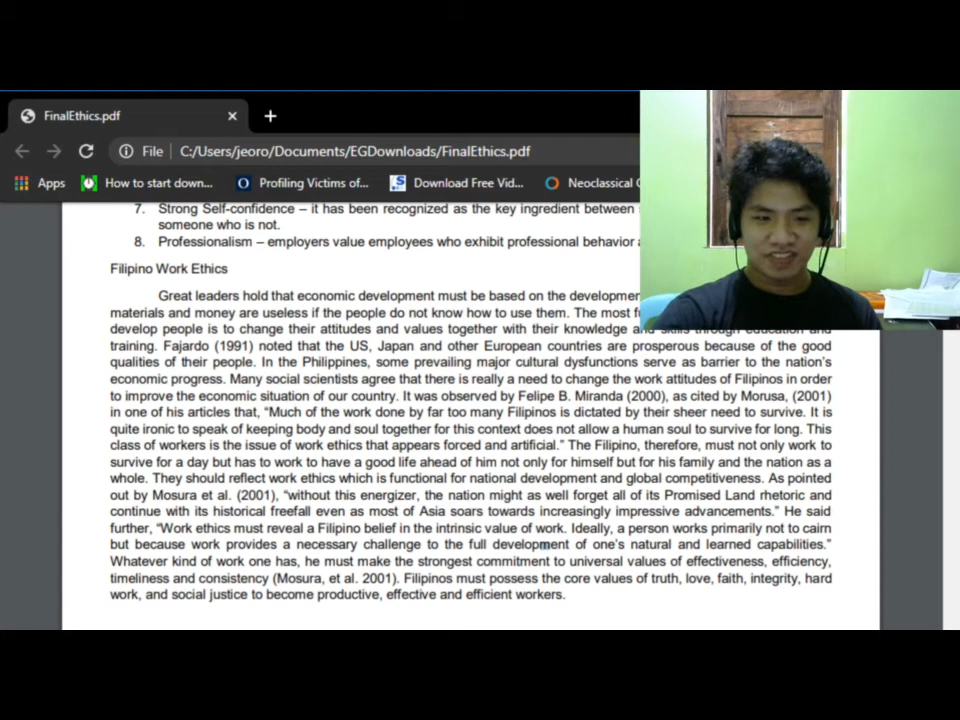 FinalEthics.pdf
File C:/Users/jeoro/Documents/EGDownloads/FinalEthics.pdf
Apps How to start down... Profiling Victims of... Download Free Vid... Neoclassical C
7. Strong Self-confidence – it has been recognized as the key ingredient between
someone who is not.
8. Professionalism – employers value employees who exhibit professional behavior
Filipino Work Ethics
Great leaders hold that economic development must be based on the
materials and money are useless if the people do not know how to use them. The most
develop people is to change their attitudes and values together with their knowledge and skills through education and
training. Fajardo (1991) noted that the US, Japan and other European countries are prosperous because of the good
qualities of their people. In the Philippines, some prevailing major cultural dysfunctions serve as barrier to the nation's
economic progress. Many social scientists agree that there is really a need to change the work attitudes of Filipinos in order
to improve the economic situation of our country. It was observed by Felipe B. Miranda (2000), as cited by Morusa, (2001)
in one of his articles that, “Much of the work done by far too many Filipinos is dictated by their sheer need to survive. It is
quite ironic to speak of keeping body and soul together for this context does not allow a human soul to survive for long. This
class of workers is the issue of work ethics that appears forced and artificial.” The Filipino, therefore, must not only work to
survive for a day but has to work to have a good life ahead of him not only for himself but for his family and the nation as a
whole. They should reflect work ethics which is functional for national development and global competitiveness. As pointed
out by Mosura et al. (2001), “without this energizer, the nation might as well forget all of its Promised Land rhetoric and
continue with its historical freefall even as most of Asia soars towards increasingly impressive advancements.” He said
further, “Work ethics must reveal a Filipino belief in the intrinsic value of work. Ideally, a person works primarily not to cairn
but because work provides a necessary challenge to the full development of one's natural and learned capabilities.”
Whatever kind of work one has, he must make the strongest commitment to universal values of effectiveness, efficiency,
timeliness and consistency (Mosura, et al. 2001). Filipinos must possess the core values of truth, love, faith, integrity, hard
work, and social justice to become productive, effective and efficient workers.